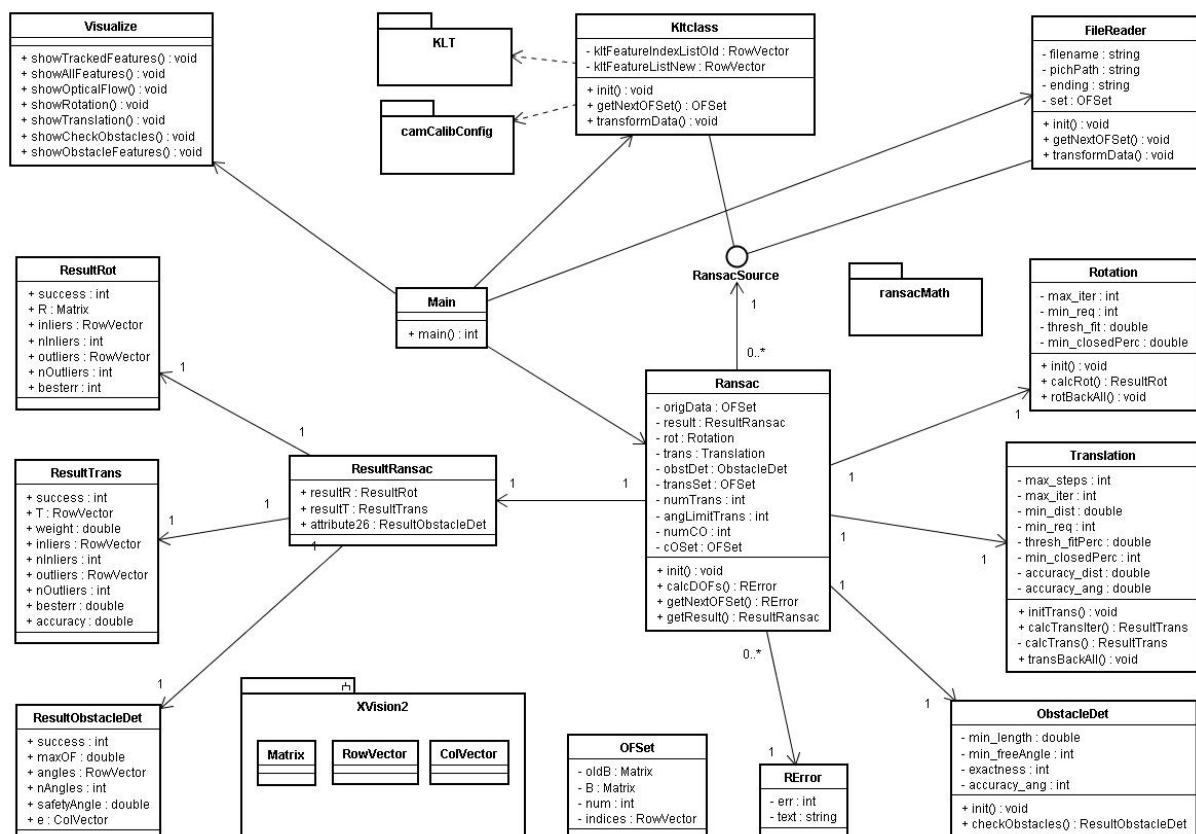 Visualize
+ showTrackedFeatures() : void
+ showAllFeatures() : void
+ showOpticalFlow() : void
+ showRotation() : void
+ showTranslation() : void
+ showCheckObstacles() : void
+ showObstacleFeatures() : void
KLT
camCalibConfig
Kltclass
- kltFeatureIndexListOld : RowVector
- kltFeatureListNew : RowVector
+ init() : void
+ getNextOFSet() : OFSet
+ transformData() : void
FileReader
- filename : string
- pichPath : string
- ending : string
- set : OFSet
+ init() : void
+ getNextOFSet() : void
+ transformData() : void
RansacSource
1
0..*
ransacMath
Main
+ main() : int
ResultRot
+ success : int
+ R : Matrix
+ inliers : RowVector
+ nInliers : int
+ outliers : RowVector
+ nOutliers : int
+ besterr : int
1
1
Rotation
- max_iter : int
- min_req : int
- thresh_fit : double
- min_closedPerc : double
+ init() : void
+ calcRot() : ResultRot
+ rotBackAll() : void
1
1
Ransac
- origData : OFSet
- result : ResultRansac
- rot : Rotation
- trans : Translation
- obstDet : ObstacleDet
- transSet : OFSet
- numTrans : int
- angLimitTrans : int
- numCO : int
- cOSet : OFSet
+ init() : void
+ calcDOFs() : RError
+ getNextOFSet() : RError
+ getResult() : ResultRansac
ResultRansac
+ resultR : ResultRot
+ resultT : ResultTrans
+ attribute26 : ResultObstacleDet
1
1
ResultTrans
+ success : int
+ T : RowVector
+ weight : double
+ inliers : RowVector
+ nInliers : int
+ outliers : RowVector
+ nOutliers : int
+ besterr : double
+ accuracy : double
1
1
Translation
- max_steps : int
- max_iter : int
- min_dist : double
- min_req : int
- thresh_fitPerc : double
- min_closedPerc : int
- accuracy_dist : double
- accuracy_ang : double
+ initTrans() : void
+ calcTransIter() : ResultTrans
- calcTrans() : ResultTrans
+ transBackAll() : void
1
1
ResultObstacleDet
+ success : int
+ maxOF : double
+ angles : RowVector
+ nAngles : int
+ safetyAngle : double
+ e : ColVector
1
1
XVision2
Matrix
RowVector
ColVector
OFSet
- oldB : Matrix
- B : Matrix
- num : int
- indices : RowVector
RError
- err : int
- text : string
0..*
1
ObstacleDet
- min_length : double
- min_freeAngle : int
- exactness : int
- accuracy_ang : int
+ init() : void
+ checkObstacles() : ResultObstacleDet
1
1